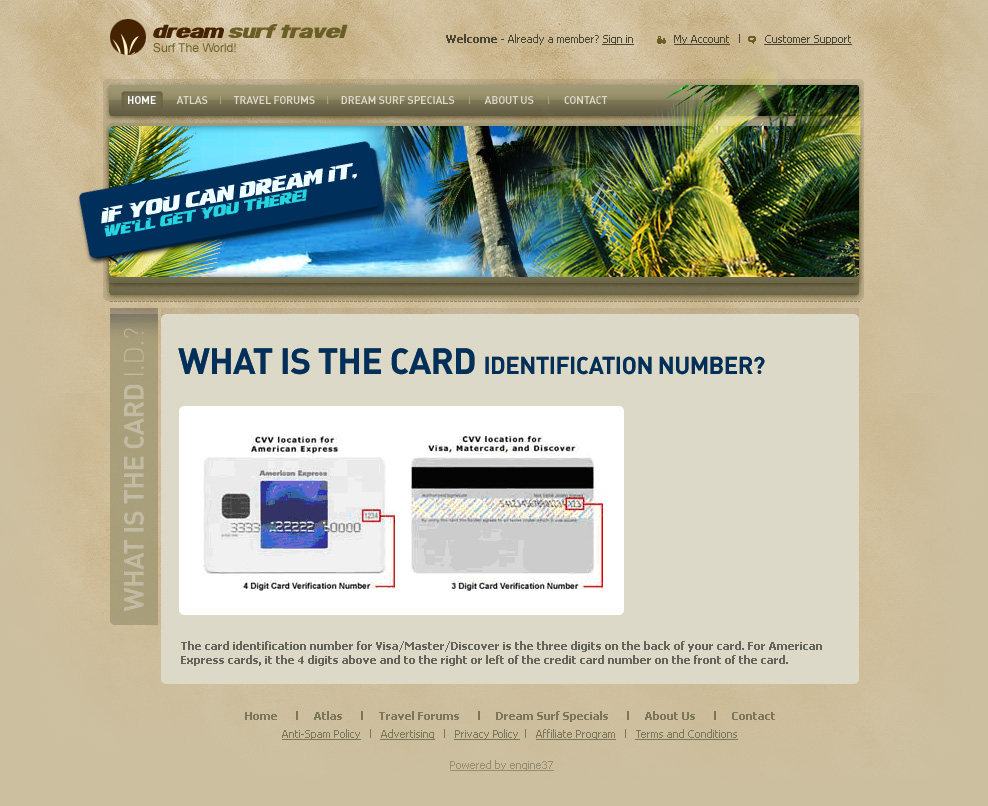 dream surf travel
Surf The World!
Welcome - Already a member? Sign in
My Account | Customer Support
HOME
ATLAS | TRAVEL FORUMS | DREAM SURF SPECIALS | ABOUT US | CONTACT
IF YOU CAN DREAM IT,
WE'LL GET YOU THERE!
WHAT IS THE CARD I.D.?
WHAT IS THE CARD IDENTIFICATION NUMBER?
CVV location for
American Express
American Express
1234
3333 122222 50000
4 Digit Card Verification Number
CVV location for
Visa, Matercard, and Discover
Authorized signature
3 Digit Card Verification Number
The card identification number for Visa/Master/Discover is the three digits on the back of your card. For American
Express cards, it the 4 digits above and to the right or left of the credit card number on the front of the card.
Home | Atlas | Travel Forums | Dream Surf Specials | About Us | Contact
Anti-Spam Policy | Advertising | Privacy Policy | Affiliate Program | Terms and Conditions
Powered by engine37